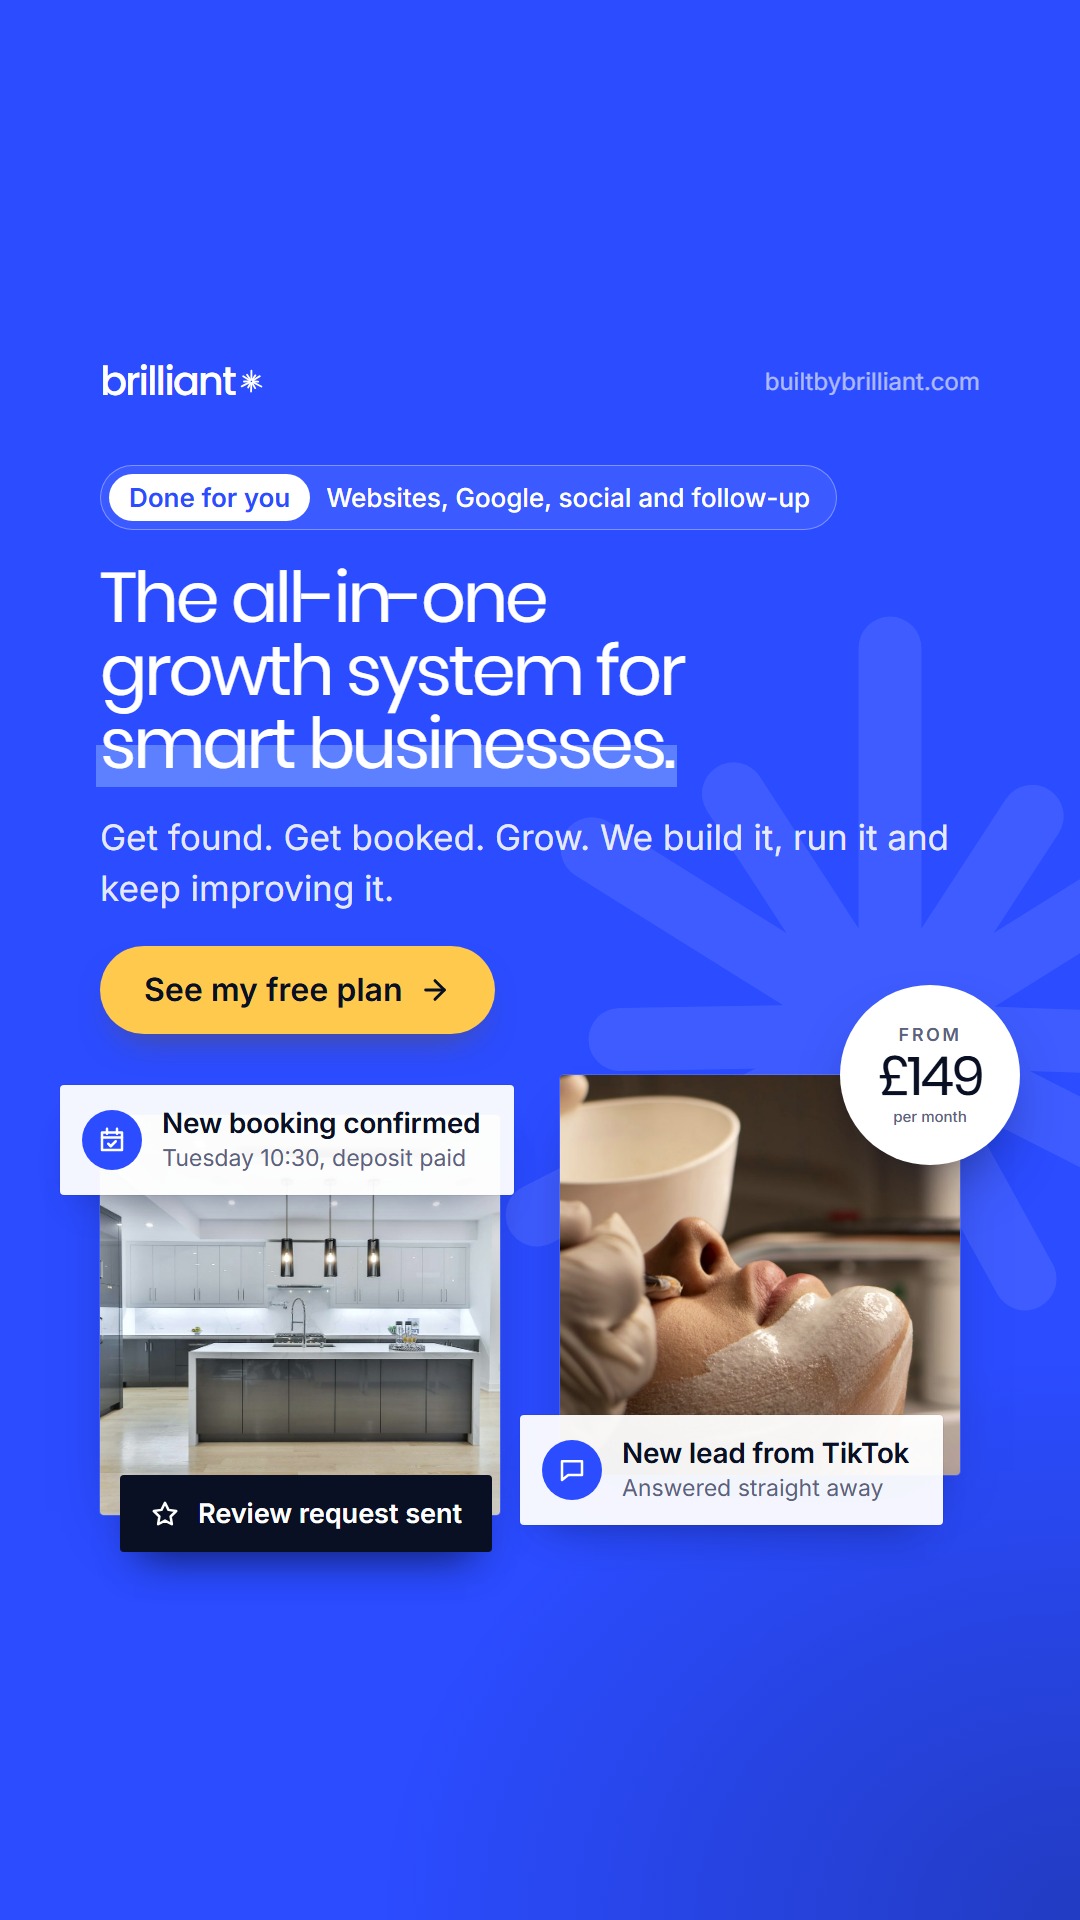 brilliant
builtbybrilliant.com
Done for you Websites, Google, social and follow-up
The all-in-one
growth system for
smart businesses.
Get found. Get booked. Grow. We build it, run it and
keep improving it.
See my free plan →
FROM
£149
per month
New booking confirmed
Tuesday 10:30, deposit paid
New lead from TikTok
Answered straight away
Review request sent